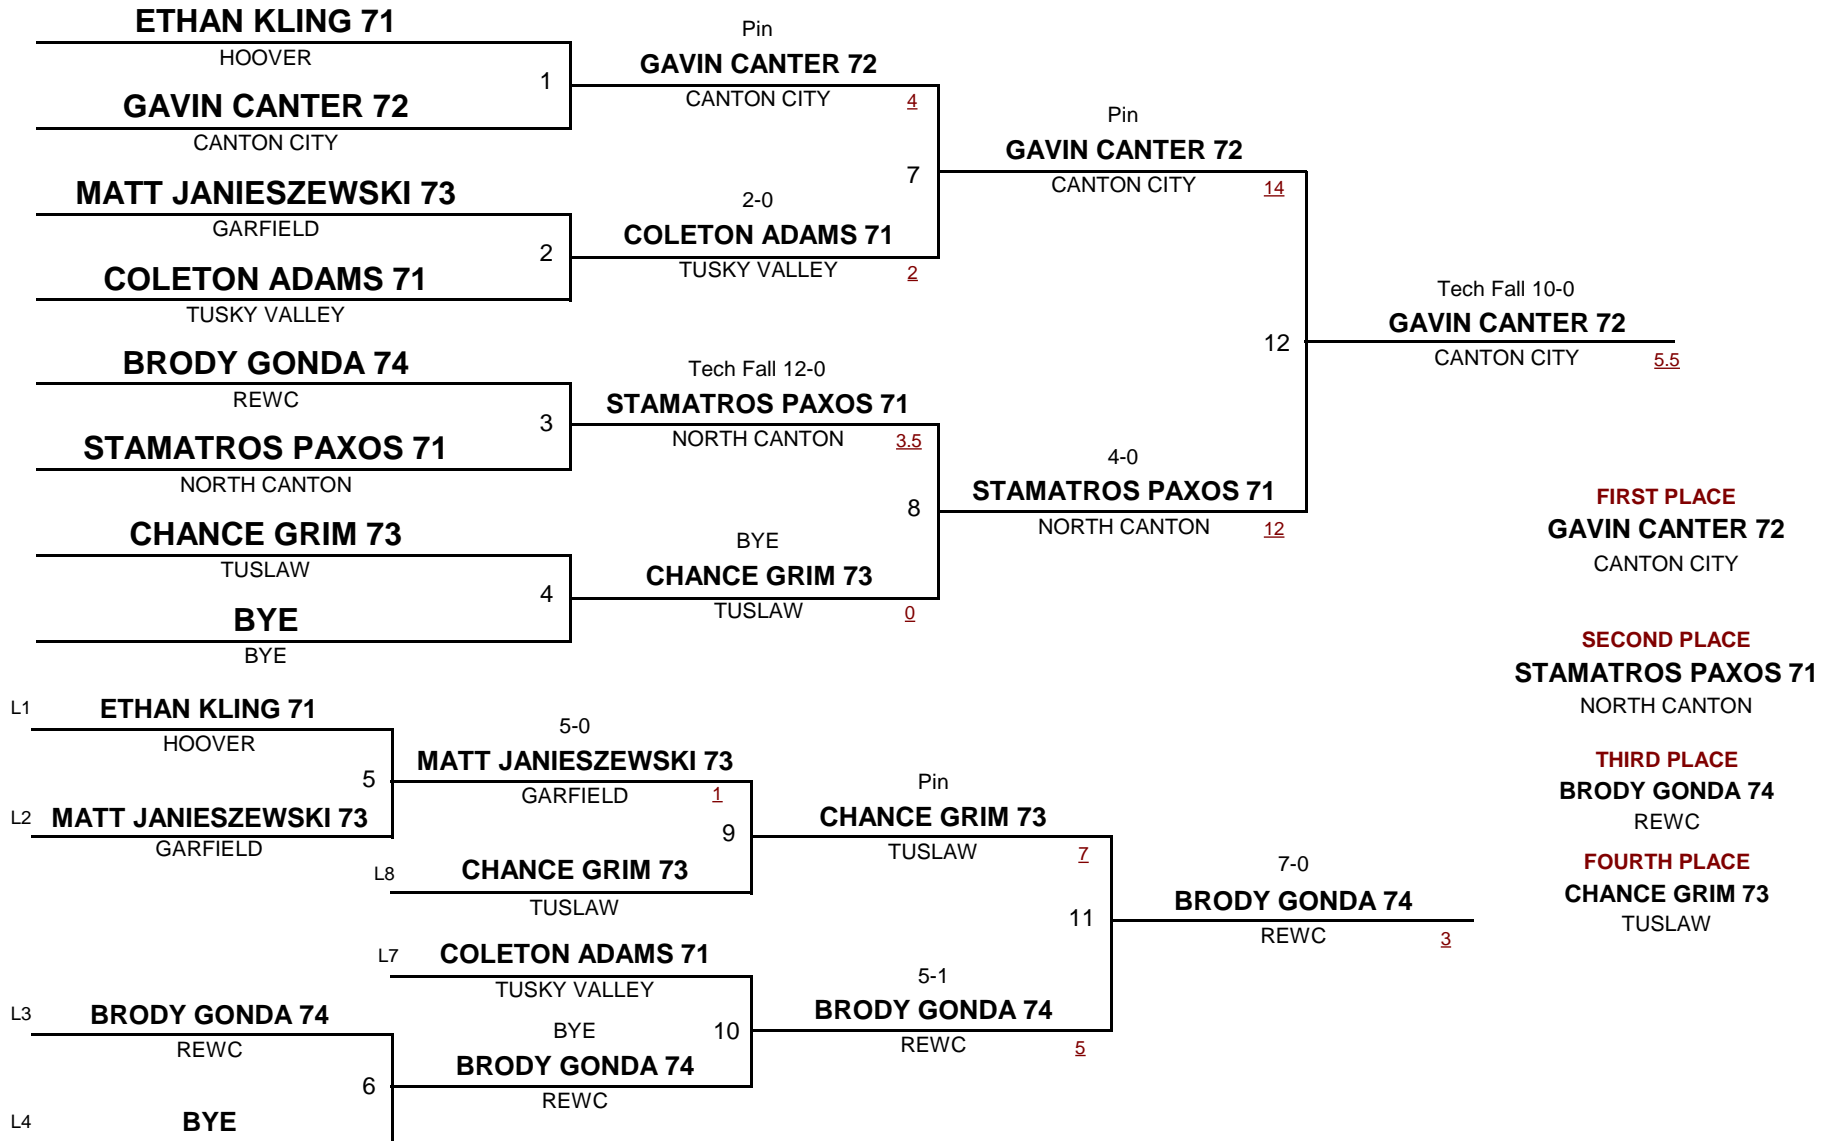 ETHAN KLING 71
HOOVER
1
GAVIN CANTER 72
CANTON CITY
MATT JANIESZEWSKI 73
GARFIELD
2
COLETON ADAMS 71
TUSKY VALLEY
BRODY GONDA 74
REWC
3
STAMATROS PAXOS 71
NORTH CANTON
CHANCE GRIM 73
TUSLAW
4
BYE
BYE
Pin
GAVIN CANTER 72
CANTON CITY 4
7
2-0
COLETON ADAMS 71
TUSKY VALLEY 2
Tech Fall 12-0
STAMATROS PAXOS 71
NORTH CANTON 3.5
8
BYE
CHANCE GRIM 73
TUSLAW 0
Pin
GAVIN CANTER 72
CANTON CITY 14
12
4-0
STAMATROS PAXOS 71
NORTH CANTON 12
Tech Fall 10-0
GAVIN CANTER 72
CANTON CITY 5.5
FIRST PLACE
GAVIN CANTER 72
CANTON CITY
SECOND PLACE
STAMATROS PAXOS 71
NORTH CANTON
THIRD PLACE
BRODY GONDA 74
REWC
FOURTH PLACE
CHANCE GRIM 73
TUSLAW
L1 ETHAN KLING 71
HOOVER
5
L2 MATT JANIESZEWSKI 73
GARFIELD
L3 BRODY GONDA 74
REWC
6
L4 BYE
5-0
MATT JANIESZEWSKI 73
GARFIELD 1
9
L8 CHANCE GRIM 73
TUSLAW
L7 COLETON ADAMS 71
TUSKY VALLEY
BYE 10
BRODY GONDA 74
REWC
Pin
CHANCE GRIM 73
TUSLAW 7
11
5-1
BRODY GONDA 74
REWC 5
7-0
BRODY GONDA 74
REWC 3